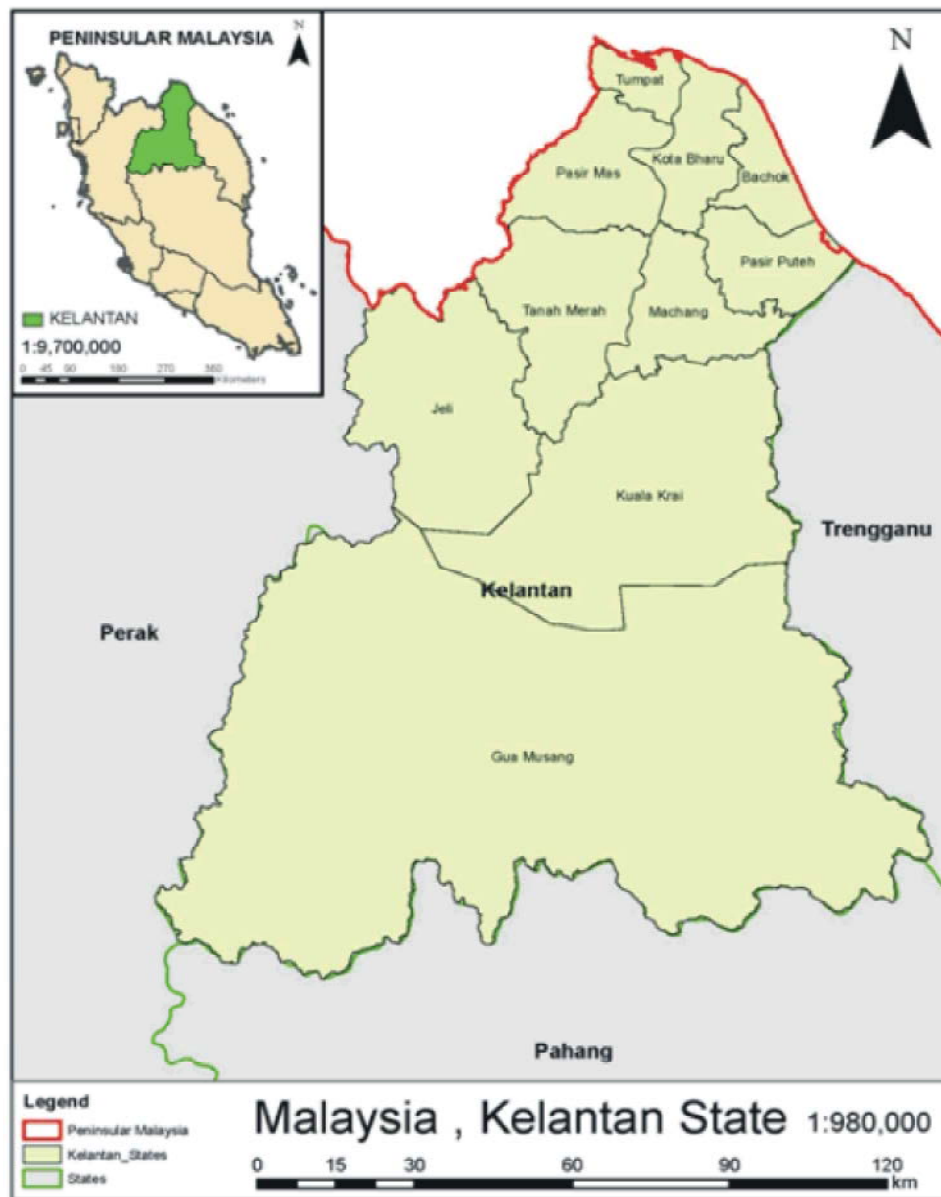 PENINSULAR MALAYSIA
N
KELANTAN
1:9,700,000
0 45 90 180 270 360
Kilometers
N
Tumpat
Kota Bharu
Pasir Mas
Bachok
Pasir Puteh
Tanah Merah
Machang
Jeli
Kuala Krai
Trengganu
Kelantan
Perak
Gua Musang
Pahang
Legend
Peninsular Malaysia
Kelantan_States
States
Malaysia , Kelantan State 1:980,000
0 15 30 60 90 120
km